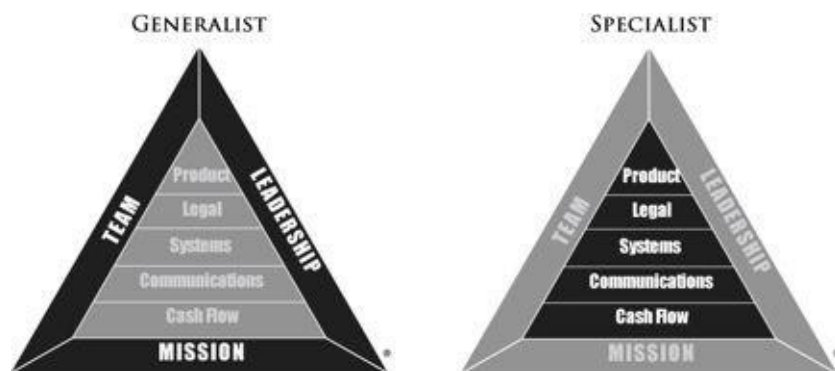 GENERALIST
TEAM
LEADERSHIP
Product
Legal
Systems
Communications
Cash Flow
MISSION
®
SPECIALIST
TEAM
LEADERSHIP
Product
Legal
Systems
Communications
Cash Flow
MISSION
®